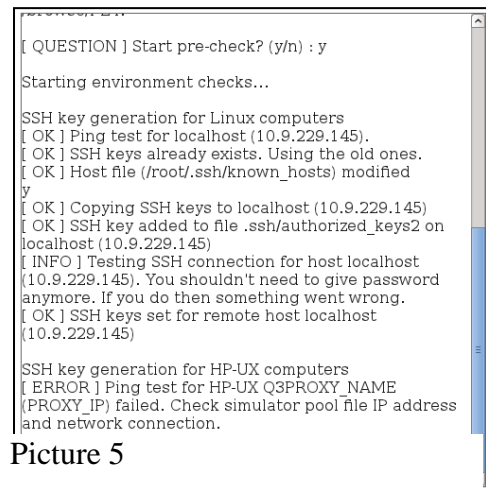 [ QUESTION ] Start pre-check? (y/n) : y
Starting environment checks...
SSH key generation for Linux computers
[ OK ] Ping test for localhost (10.9.229.145).
[ OK ] SSH keys already exists. Using the old ones.
[ OK ] Host file (/root/.ssh/known_hosts) modified
y
[ OK ] Copying SSH keys to localhost (10.9.229.145)
[ OK ] SSH key added to file .ssh/authorized_keys2 on
localhost (10.9.229.145)
[ INFO ] Testing SSH connection for host localhost
(10.9.229.145). You shouldn't need to give password
anymore. If you do then something went wrong.
[ OK ] SSH keys set for remote host localhost
(10.9.229.145)
SSH key generation for HP-UX computers
[ ERROR ] Ping test for HP-UX Q3PROXY_NAME
(PROXY_IP) failed. Check simulator pool file IP address
and network connection.
Picture 5